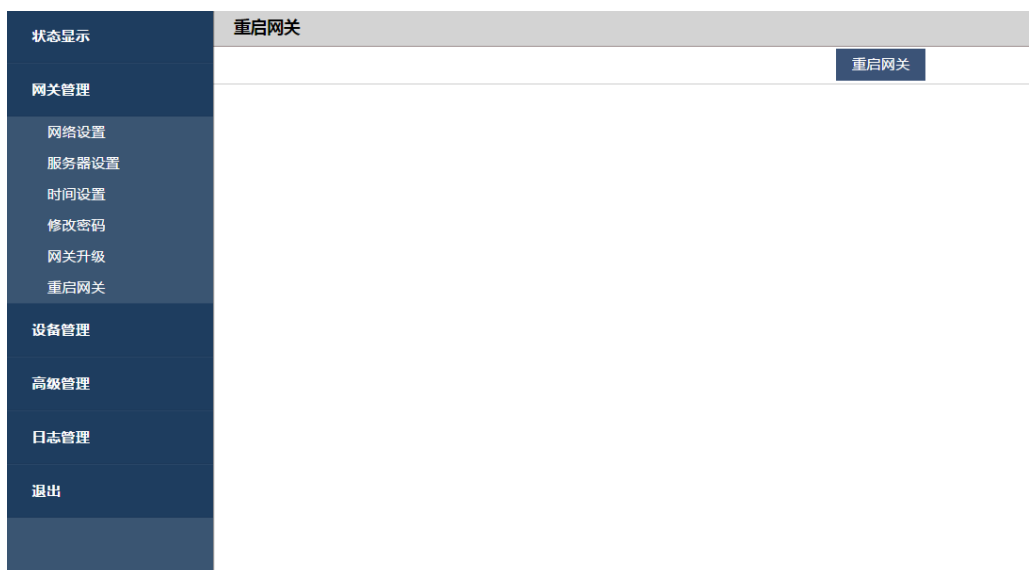 状态显示
网关管理
网络设置
服务器设置
时间设置
修改密码
网关升级
重启网关
设备管理
高级管理
日志管理
退出
重启网关
重启网关